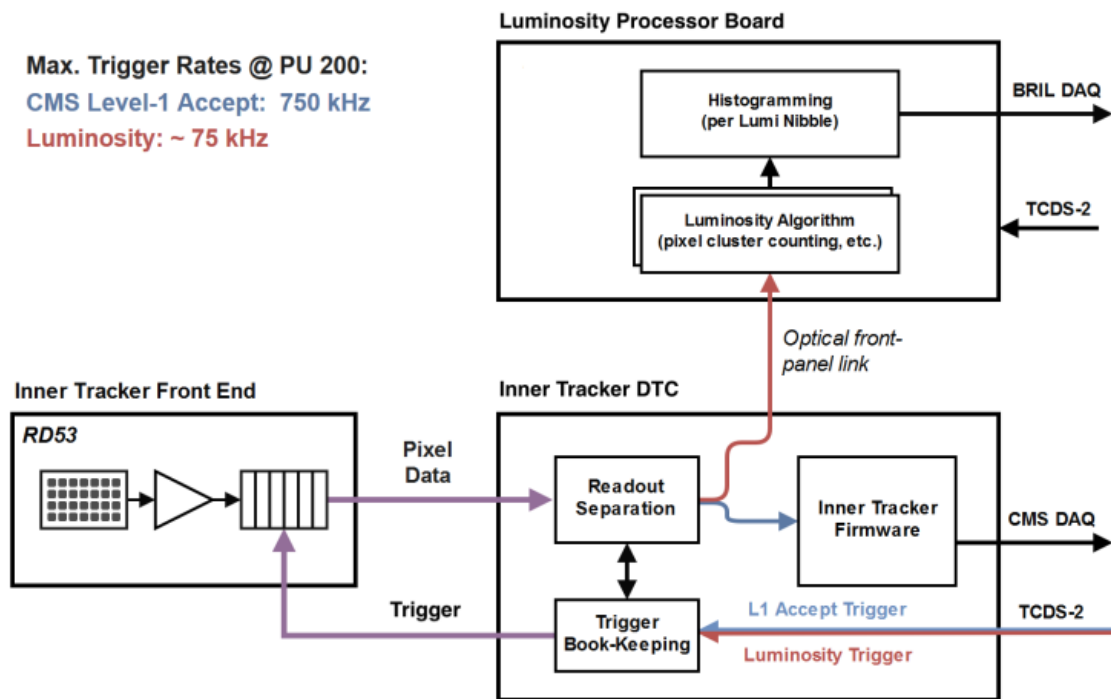 Luminosity Processor Board
Max. Trigger Rates @ PU 200:
CMS Level-1 Accept: 750 kHz
Luminosity: ~ 75 kHz
Histogramming
(per Lumi Nibble)
BRIL DAQ
Luminosity Algorithm
(pixel cluster counting, etc.)
TCDS-2
Optical front-
panel link
Inner Tracker Front End
Inner Tracker DTC
RD53
Pixel
Data
Readout
Separation
Inner Tracker
Firmware
CMS DAQ
Trigger
Trigger
Book-Keeping
L1 Accept Trigger
Luminosity Trigger
TCDS-2